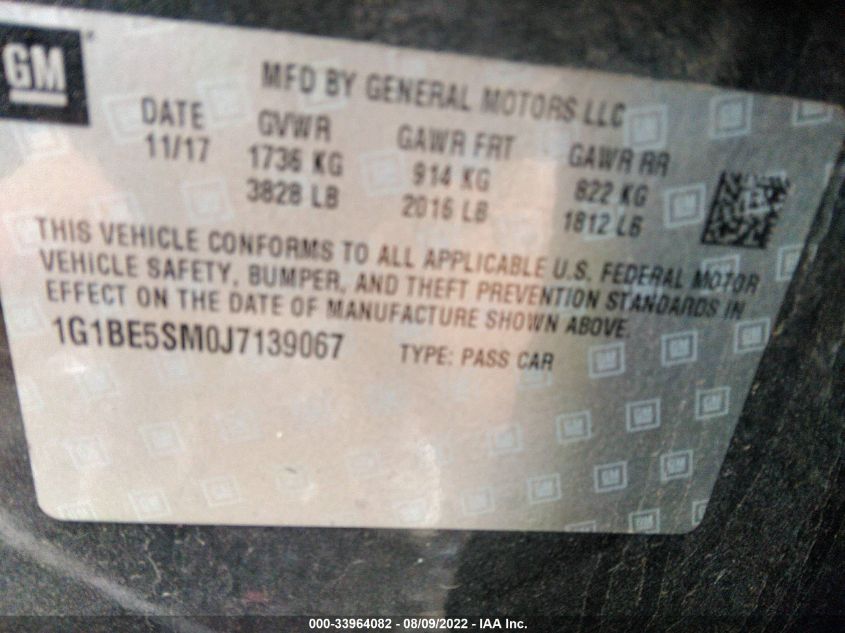 GM
MFD BY GENERAL MOTORS LLC
DATE GVWR GAWR FRT GAWR RR
11/17 1736 KG 914 KG 822 KG
3828 LB 2016 LB 1812 LB
THIS VEHICLE CONFORMS TO ALL APPLICABLE U.S. FEDERAL MOTOR
VEHICLE SAFETY, BUMPER, AND THEFT PREVENTION STANDARDS IN
EFFECT ON THE DATE OF MANUFACTURE SHOWN ABOVE.
1G1BE5SM0J7139067 TYPE: PASS CAR
000-33964082 - 08/09/2022 - IAA Inc.